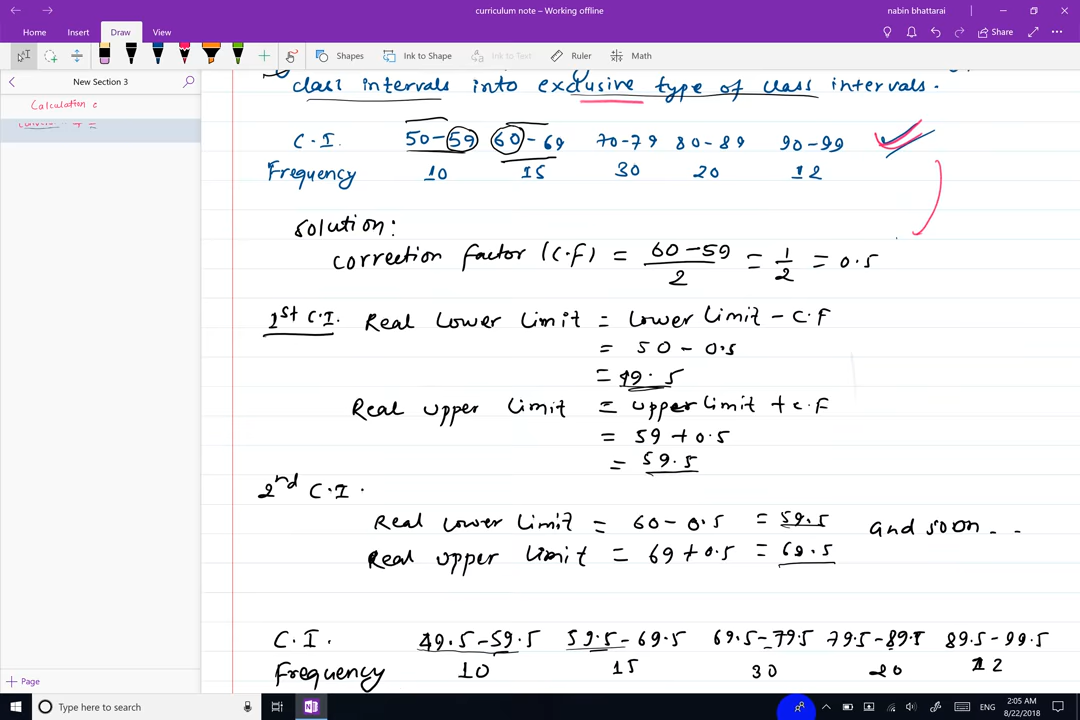 curriculum note – Working offline
nabin bhattarai
Home Insert Draw View
Share
Shapes Ink to Shape Ink to Text Ruler Math
New Section 3
Calculation o
class intervals into exclusive type of class intervals.
C.I. 50-59 60-69 70-79 80-89 90-99
Frequency 10 15 30 20 12
Solution:
correction factor (C.F) = 60-59/2 = 1/2 = 0.5
1st C.I. Real Lower limit = lower limit - C.F
= 50 - 0.5
= 49.5
Real upper limit = upper limit + C.F
= 59 + 0.5
= 59.5
2nd C.I.
Real Lower limit = 60 - 0.5 = 59.5 and so on - -
Real upper limit = 69 + 0.5 = 69.5
C.I. 49.5-59.5 59.5-69.5 69.5-79.5 79.5-89.5 89.5-99.5
Frequency 10 15 30 20 12
+ Page
Type here to search
ENG
2:05 AM
8/22/2018